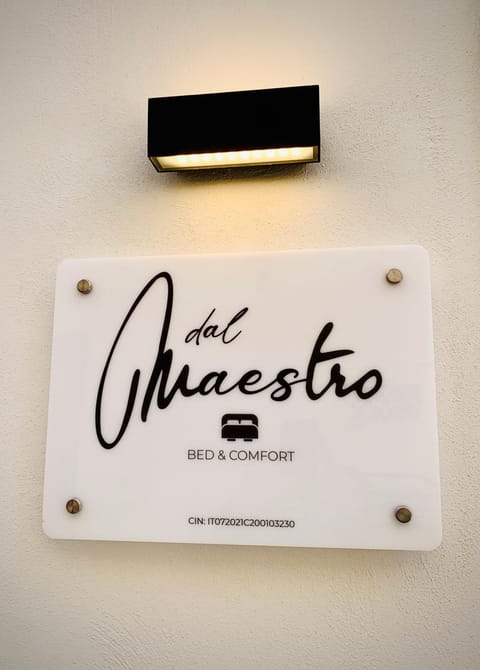 dal
Maestro
BED & COMFORT
CIN: IT072021C200103230